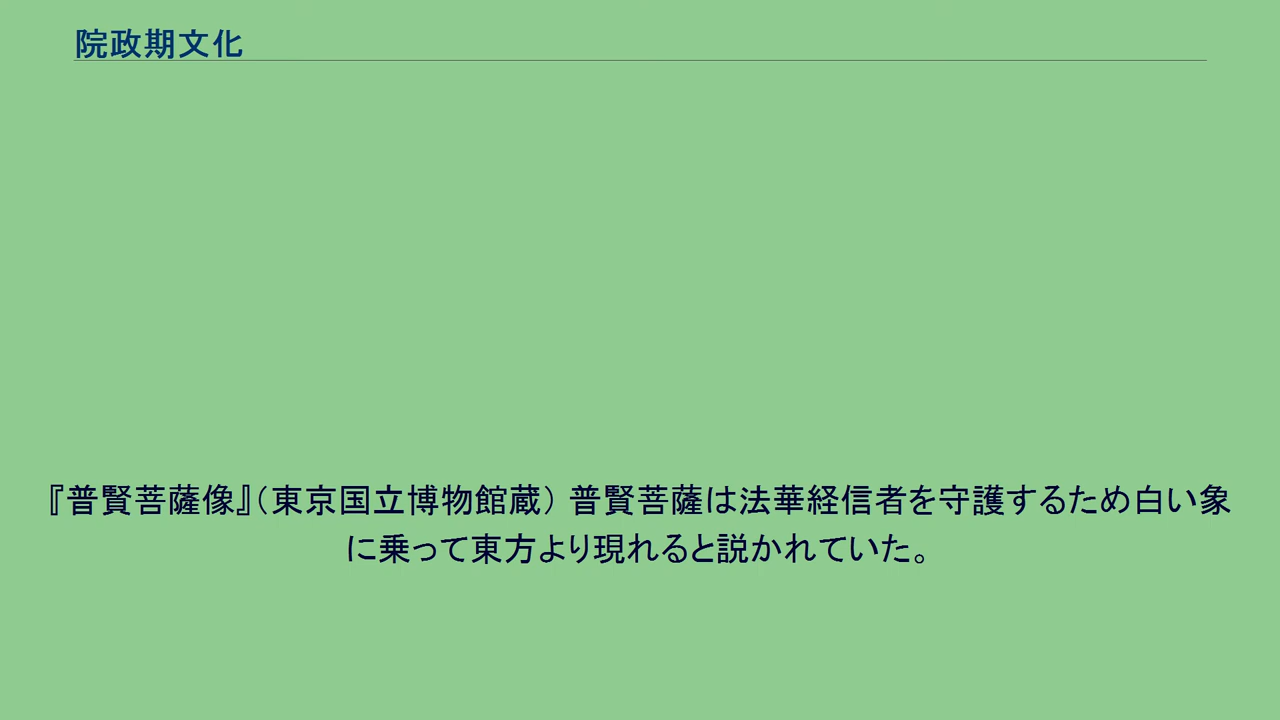 院政期文化
『普賢菩薩像』（東京国立博物館蔵） 普賢菩薩は法華経信者を守護するため白い象
に乗って東方より現れると説かれていた。